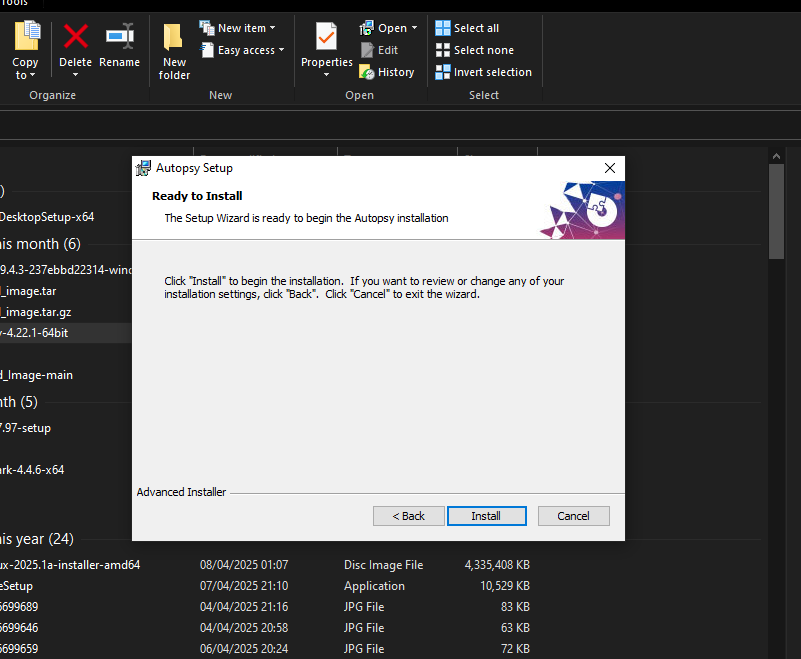 Tools
Copy to
Delete
Rename
New folder
New item
Easy access
Properties
Open
Edit
History
Select all
Select none
Invert selection
Organize
New
Open
Select
Autopsy Setup
Ready to Install
The Setup Wizard is ready to begin the Autopsy installation
Click "Install" to begin the installation. If you want to review or change any of your
installation settings, click "Back". Click "Cancel" to exit the wizard.
Advanced Installer
< Back
Install
Cancel
)
DesktopSetup-x64
his month (6)
9.4.3-237ebbd22314-wind
l_image.tar
l_image.tar.gz
y-4.22.1-64bit
d_Image-main
nth (5)
7.97-setup
ark-4.4.6-x64
his year (24)
ux-2025.1a-installer-amd64 08/04/2025 01:07 Disc Image File 4,335,408 KB
eSetup 07/04/2025 21:10 Application 10,529 KB
5699689 04/04/2025 21:16 JPG File 83 KB
5699646 04/04/2025 20:58 JPG File 63 KB
5699659 06/04/2025 20:24 JPG File 72 KB